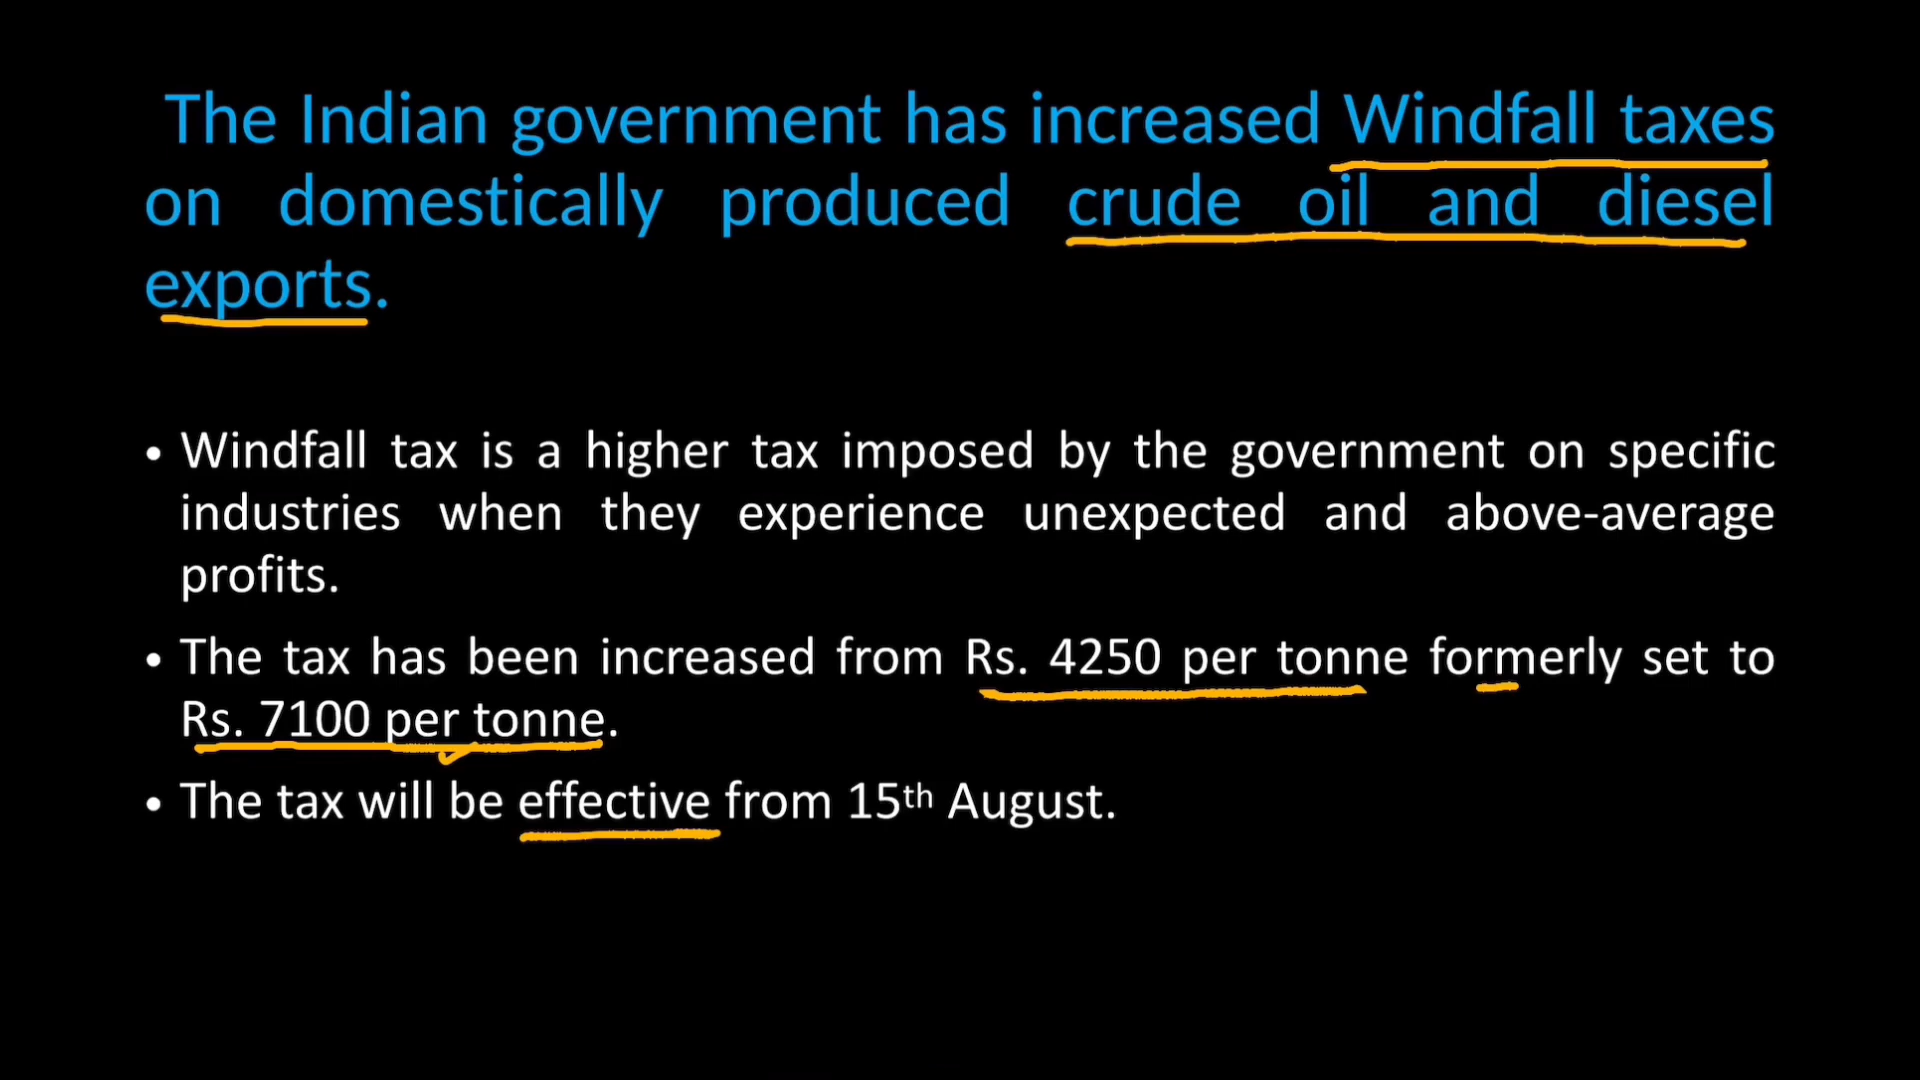 The Indian government has increased Windfall taxes
on domestically produced crude oil and diesel
exports.
• Windfall tax is a higher tax imposed by the government on specific
industries when they experience unexpected and above-average
profits.
• The tax has been increased from Rs. 4250 per tonne formerly set to
Rs. 7100 per tonne.
• The tax will be effective from 15th August.